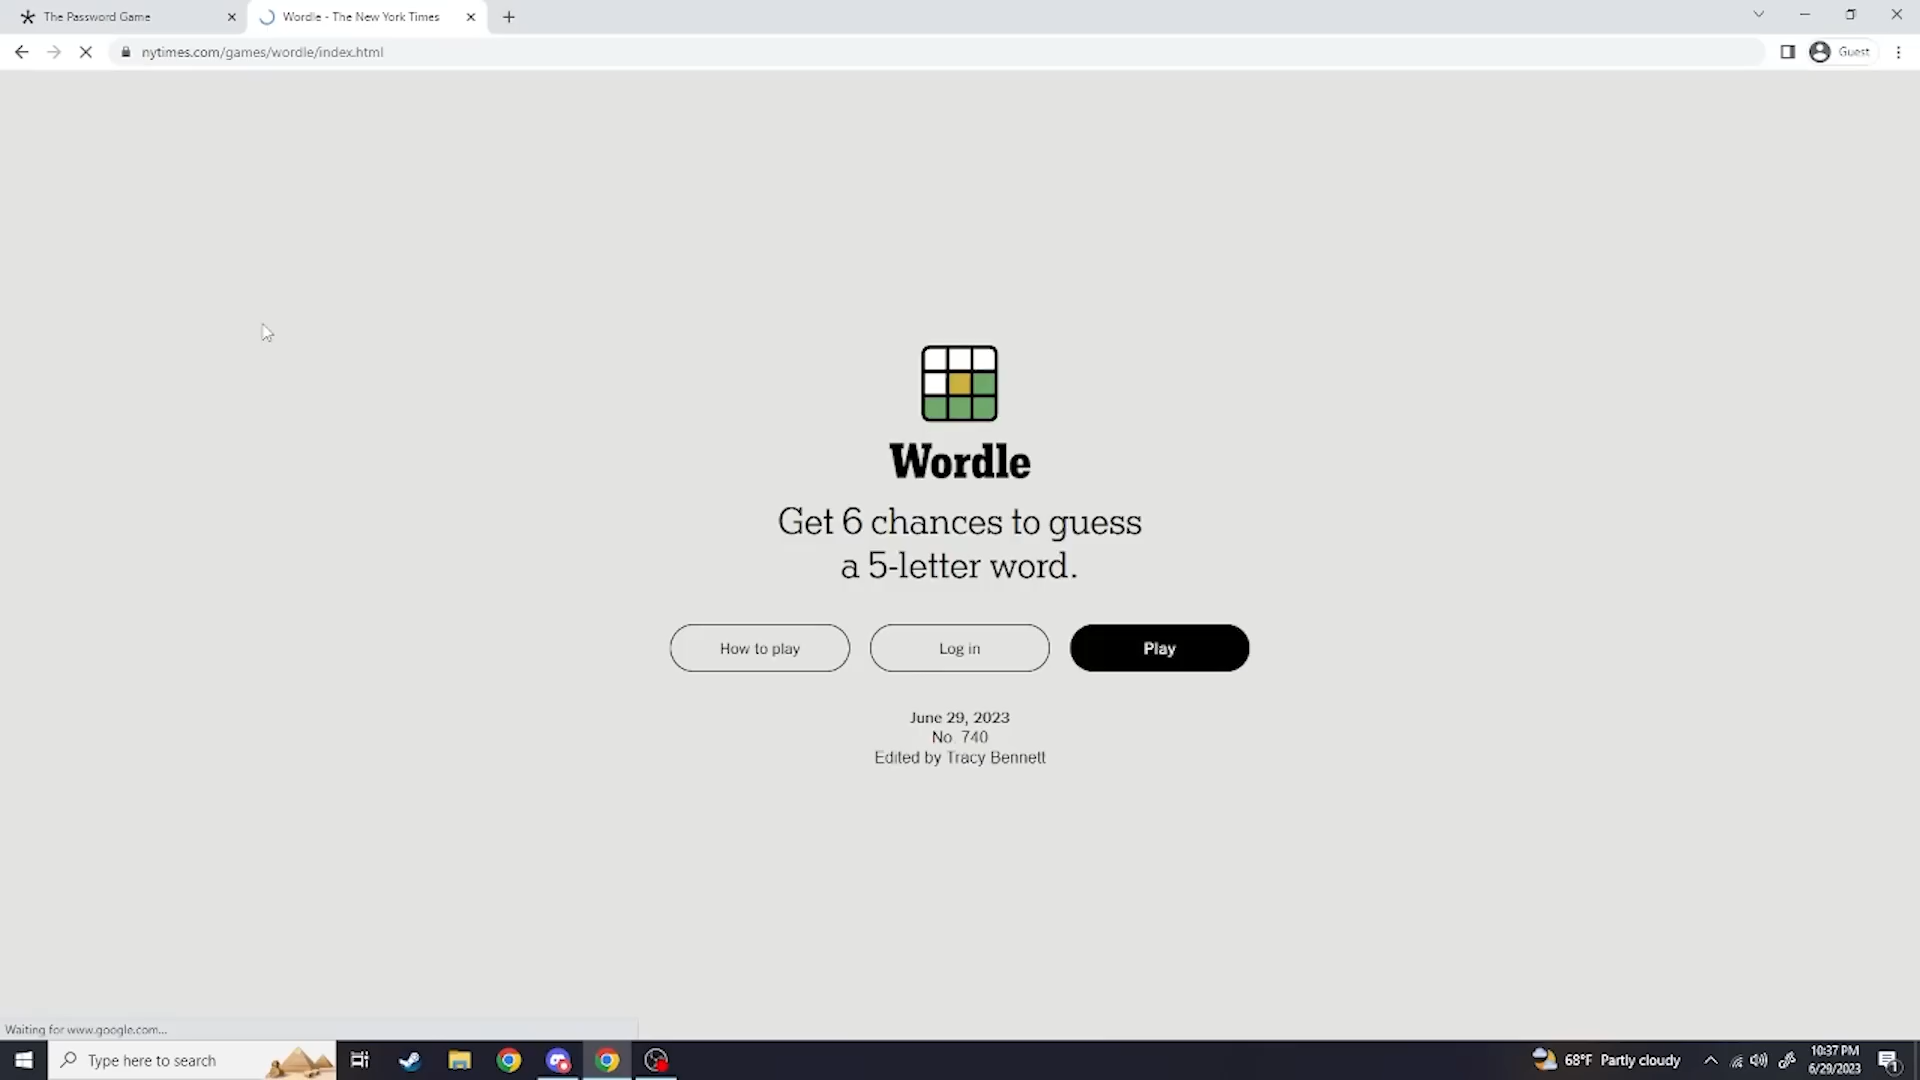 The Password Game
Wordle - The New York Times
nytimes.com/games/wordle/index.html
Guest
Wordle
Get 6 chances to guess
a 5-letter word.
How to play
Log in
Play
June 29, 2023
No. 740
Edited by Tracy Bennett
Waiting for www.google.com...
Type here to search
68°F Partly cloudy
10:37 PM
6/29/2023
1